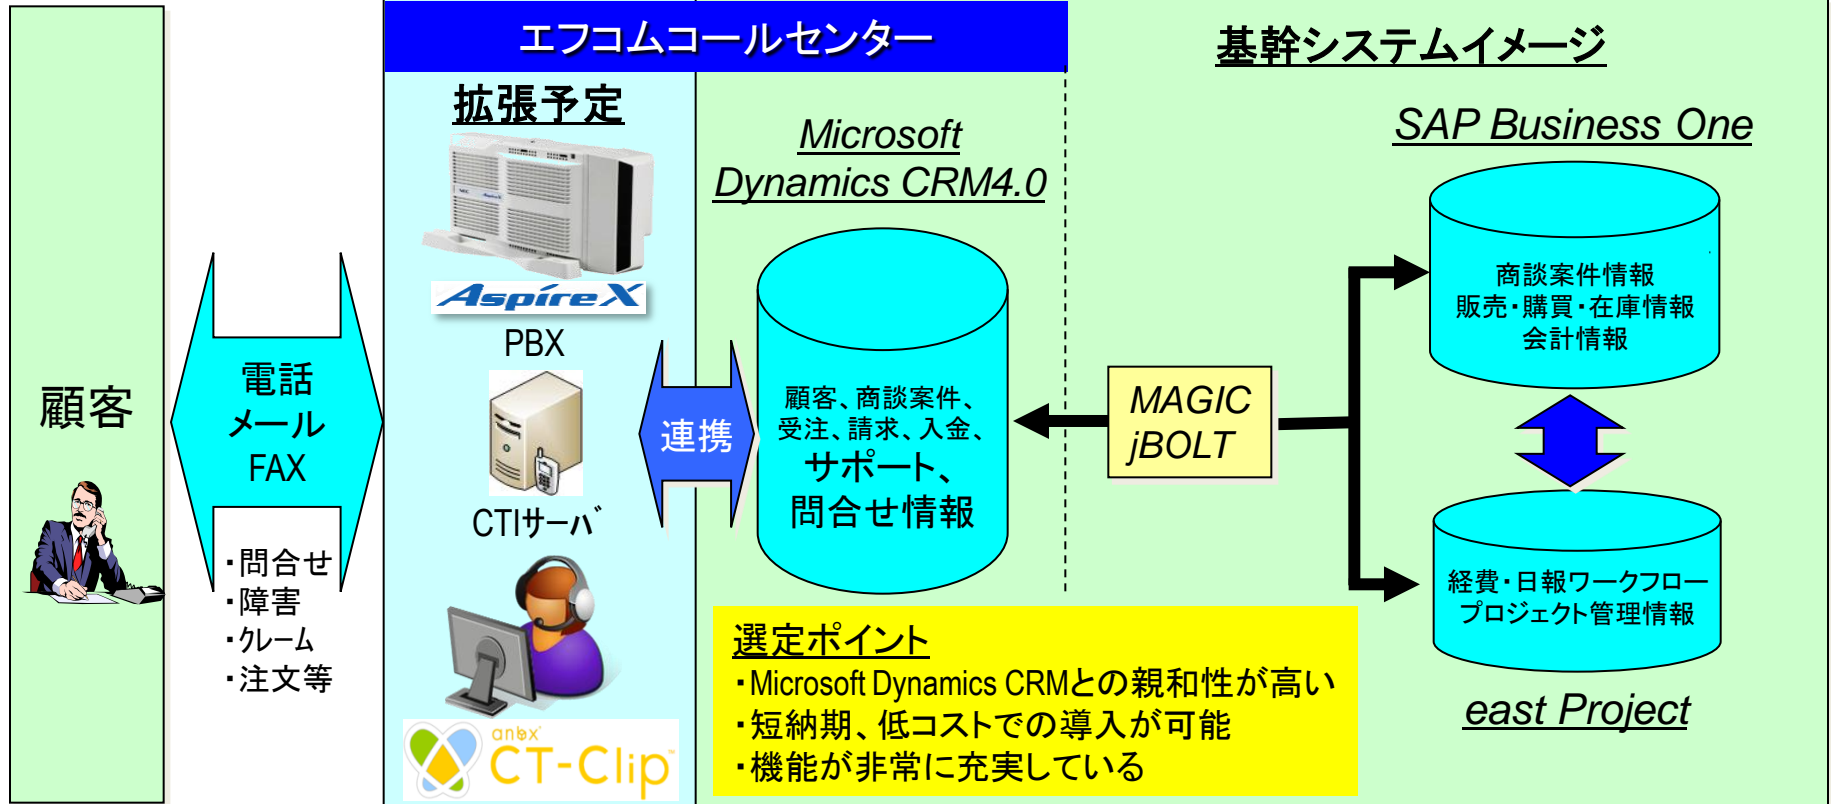 エフコムコールセンター
基幹システムイメージ
拡張予定
Microsoft
Dynamics CRM4.0
SAP Business One
NEC
AspireX
AspireX
PBX
CTIサーバ
連携
顧客
電話
メール
FAX
・問合せ
・障害
・クレーム
・注文等
anbx
CT-Clip™
顧客、商談案件、
受注、請求、入金、
サポート、
問合せ情報
MAGIC
jBOLT
商談案件情報
販売・購買・在庫情報
会計情報
経費・日報ワークフロー
プロジェクト管理情報
east Project
選定ポイント
・Microsoft Dynamics CRMとの親和性が高い
・短納期、低コストでの導入が可能
・機能が非常に充実している